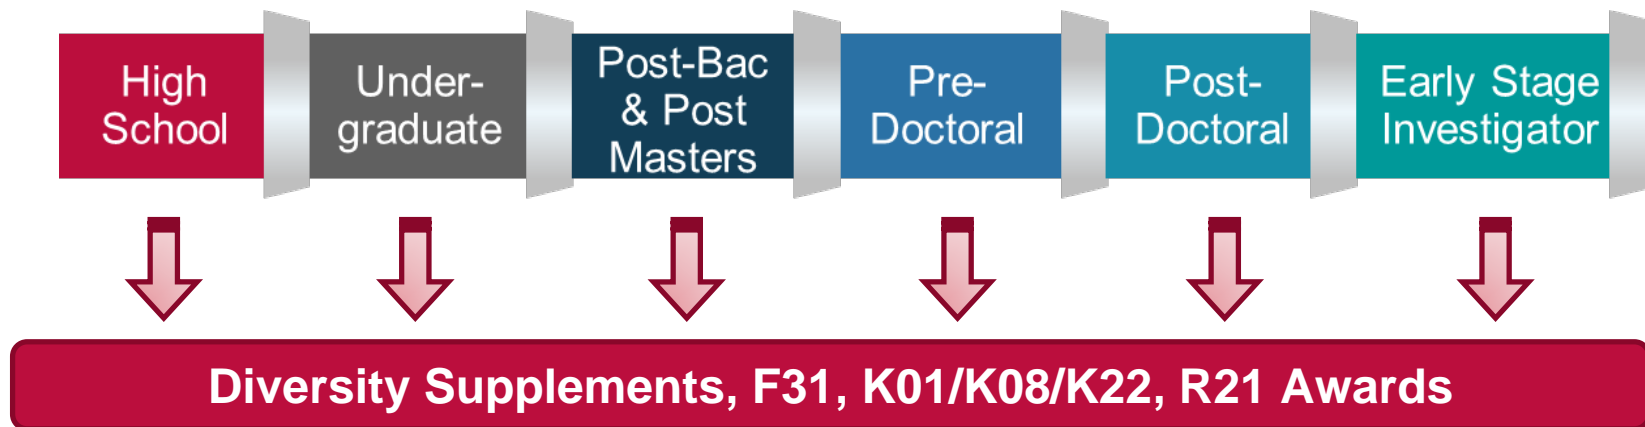 High
School
Under-
graduate
Post-Bac
& Post
Masters
Pre-
Doctoral
Post-
Doctoral
Early Stage
Investigator
Diversity Supplements, F31, K01/K08/K22, R21 Awards